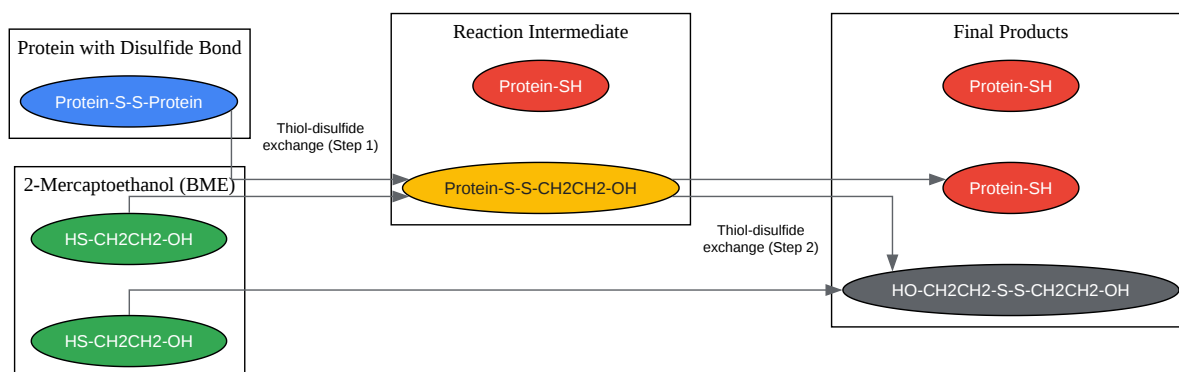 Protein with Disulfide Bond
Protein-S-S-Protein
2-Mercaptoethanol (BME)
HS-CH2CH2-OH
HS-CH2CH2-OH
Thiol-disulfide
exchange (Step 1)
Reaction Intermediate
Protein-SH
Protein-S-S-CH2CH2-OH
Thiol-disulfide
exchange (Step 2)
Final Products
Protein-SH
Protein-SH
HO-CH2CH2-S-S-CH2CH2-OH